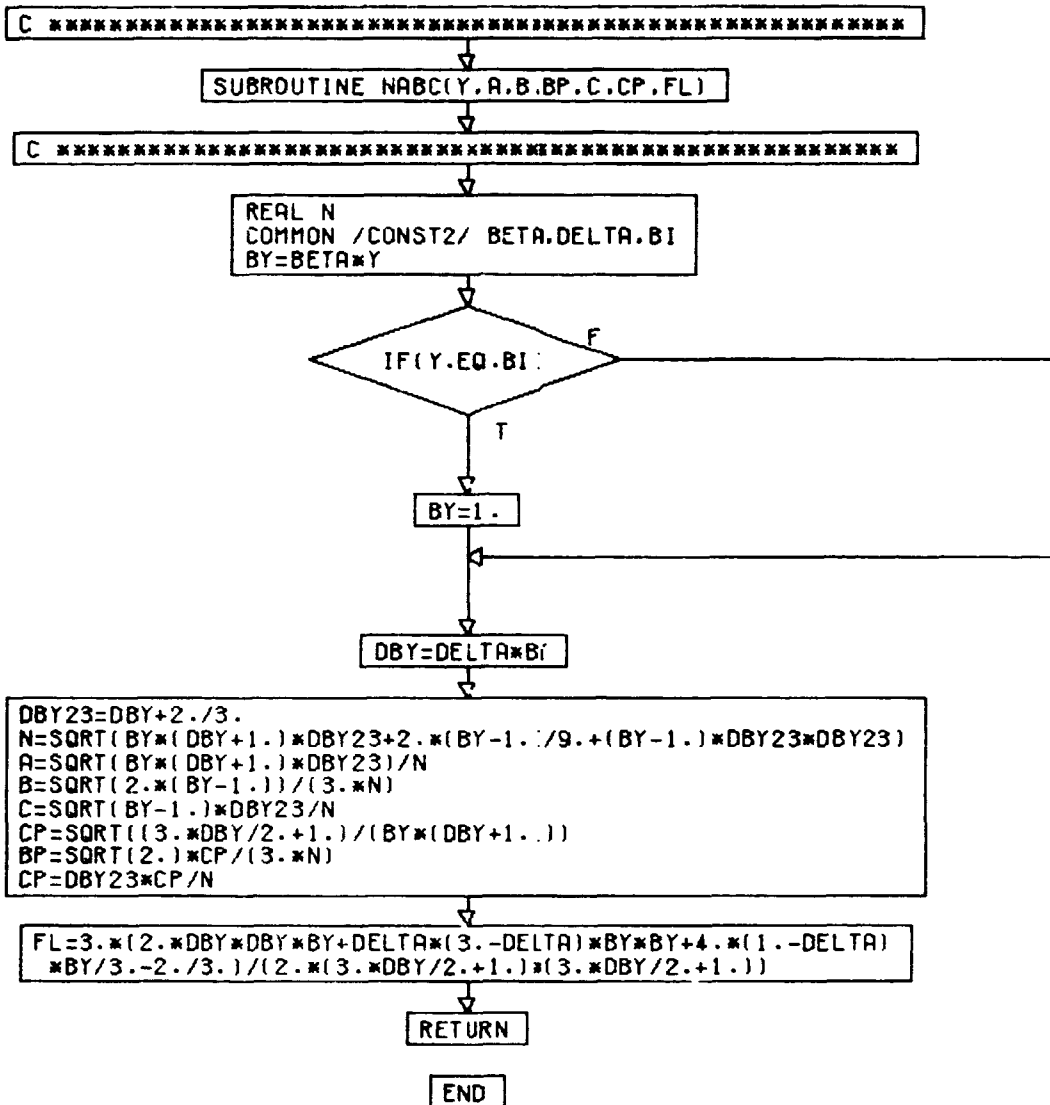 C *********************************************************
SUBROUTINE NABC(Y,A,B,BP,C,CP,FL)
C *********************************************************
REAL N
COMMON /CONST2/ BETA,DELTA,BI
BY=BETA*Y
IF(Y.EQ.BI)
F
T
BY=1.
DBY=DELTA*BY
DBY23=DBY+2./3.
N=SQRT(BY*(DBY+1.)*DBY23+2.*(BY-1.)/9.+(BY-1.)*DBY23*DBY23)
A=SQRT(BY*(DBY+1.)*DBY23)/N
B=SQRT(2.*(BY-1.))/(3.*N)
C=SQRT(BY-1.)*DBY23/N
CP=SQRT((3.*DBY/2.+1.)/(BY*(DBY+1.)))
BP=SQRT(2.)*CP/(3.*N)
CP=DBY23*CP/N
FL=3.*(2.*DBY*DBY*BY+DELTA*(3.-DELTA)*BY*BY+4.*(1.-DELTA)
*BY/3.-2./3.)/(2.*(3.*DBY/2.+1.)*(3.*DBY/2.+1.))
RETURN
END